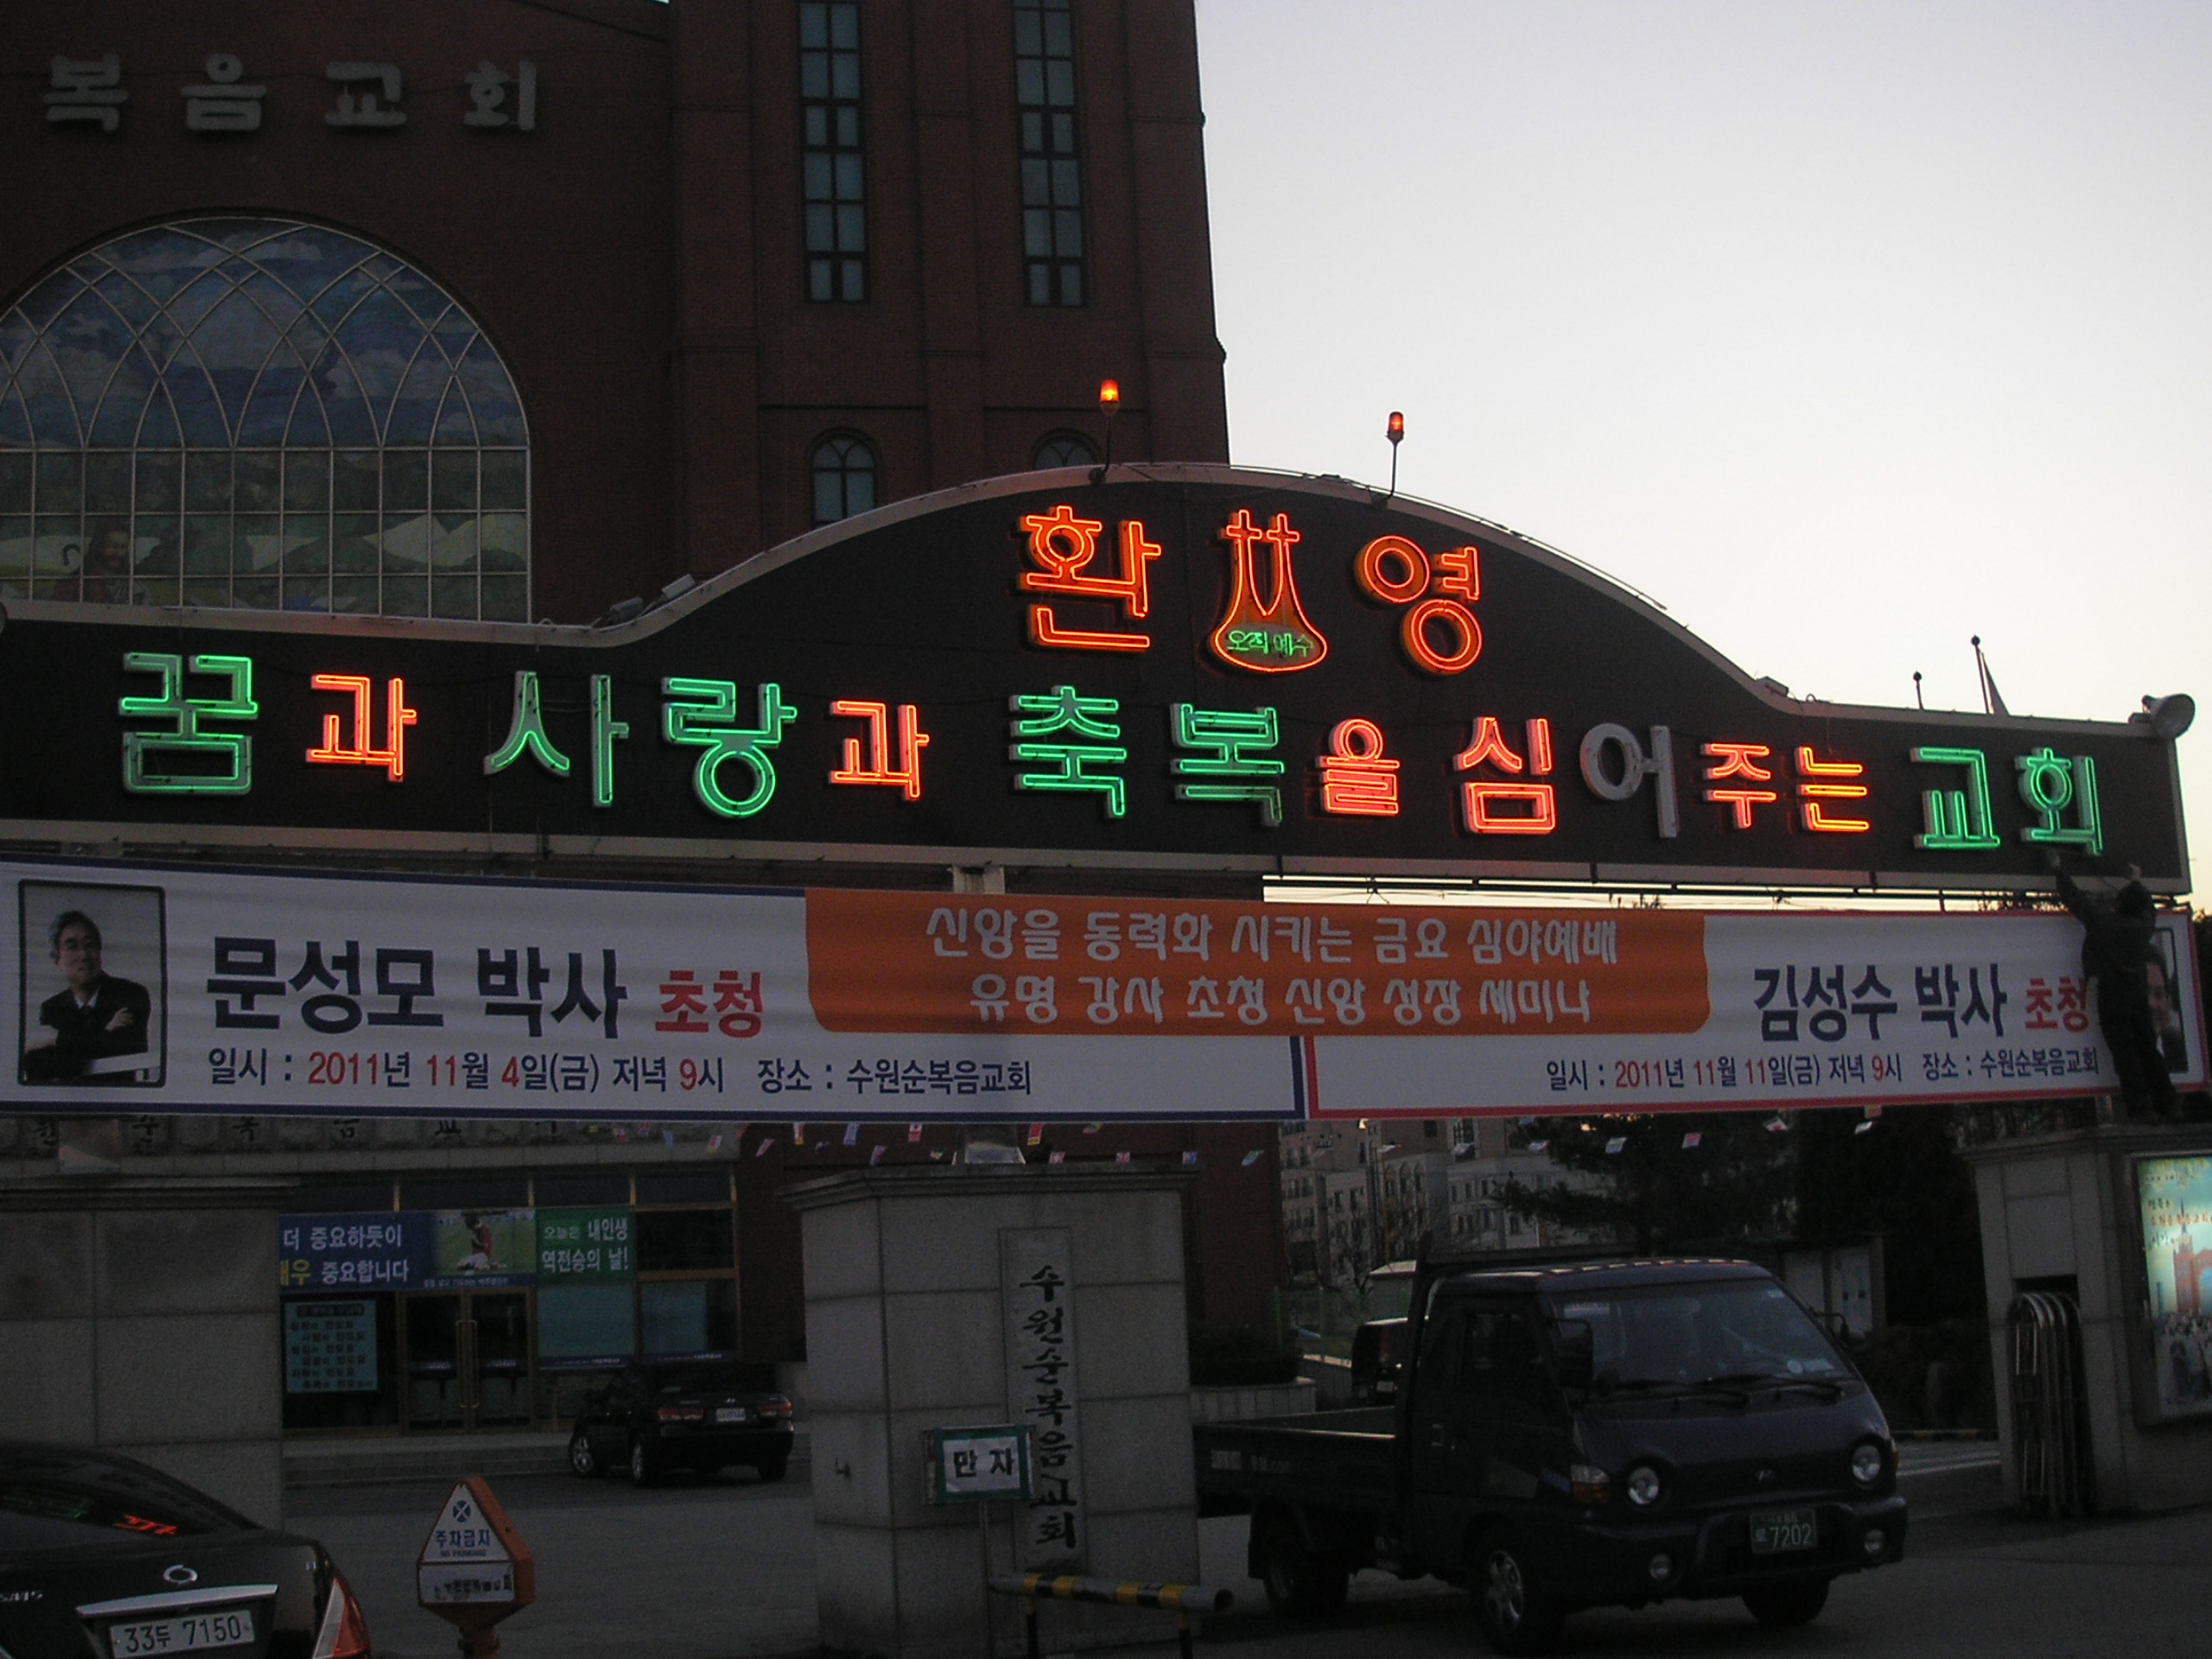 복음교회
환 영
오직 예수
꿈과 사랑과 축복을 심어주는 교회
문성모 박사 초청
일시 : 2011년 11월 4일(금) 저녁 9시 장소 : 수원순복음교회
신앙을 동력화 시키는 금요 심야예배
유명 강사 초청 신앙 성장 세미나
김성수 박사 초청
일시 : 2011년 11월 11일(금) 저녁 9시 장소 : 수원순복음교회
더 중요하듯이
중요합니다
오늘은 내인생
역전승의 날!
수원순복음교회
만 자
주차금지
33두 7150
로 7202